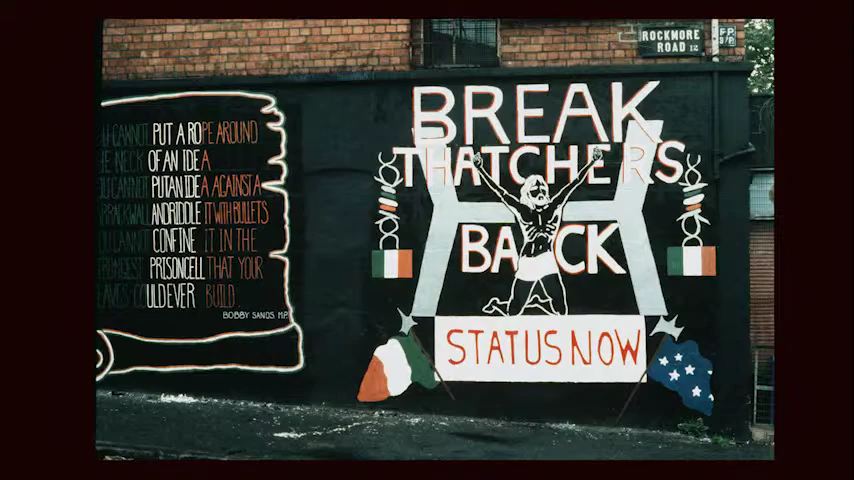 ROCKMORE
ROAD 12
F.P.
CANNOT PUT A ROPE AROUND
HE NECK OF AN IDEA
CANNOT PUT AN IDEA AGAINST A
AND RIDDLE IT WITH BULLETS
CANNOT CONFINE IT IN THE
PRISON CELL THAT YOUR
COULD EVER BUILD.
BOBBY SANDS. M.P.
BREAK
THATCHERS
BACK
STATUS NOW